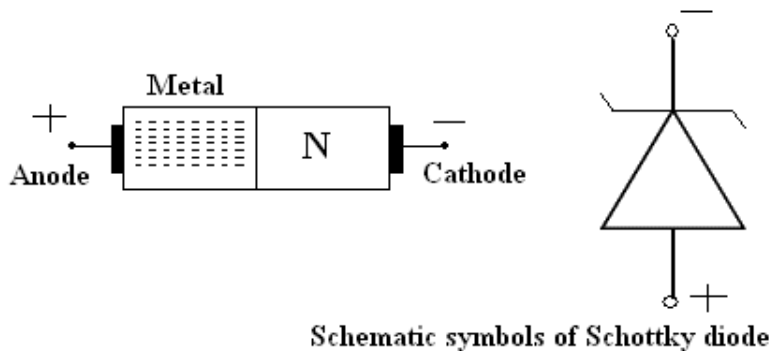 Metal
+
N
−
Anode
Cathode
−
+
Schematic symbols of Schottky diode